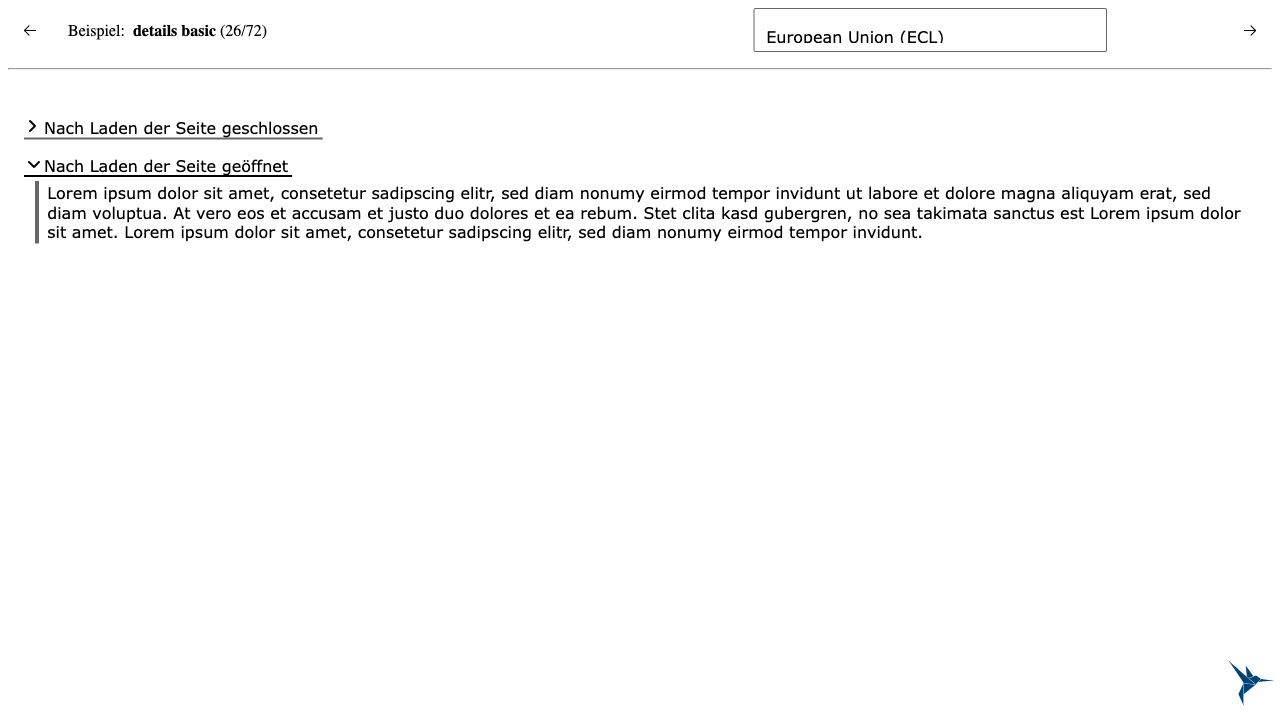 Beispiel: details basic (26/72)
European Union (ECL)
Nach Laden der Seite geschlossen
Nach Laden der Seite geöffnet
Lorem ipsum dolor sit amet, consetetur sadipscing elitr, sed diam nonumy eirmod tempor invidunt ut labore et dolore magna aliquyam erat, sed
diam voluptua. At vero eos et accusam et justo duo dolores et ea rebum. Stet clita kasd gubergren, no sea takimata sanctus est Lorem ipsum dolor
sit amet. Lorem ipsum dolor sit amet, consetetur sadipscing elitr, sed diam nonumy eirmod tempor invidunt.